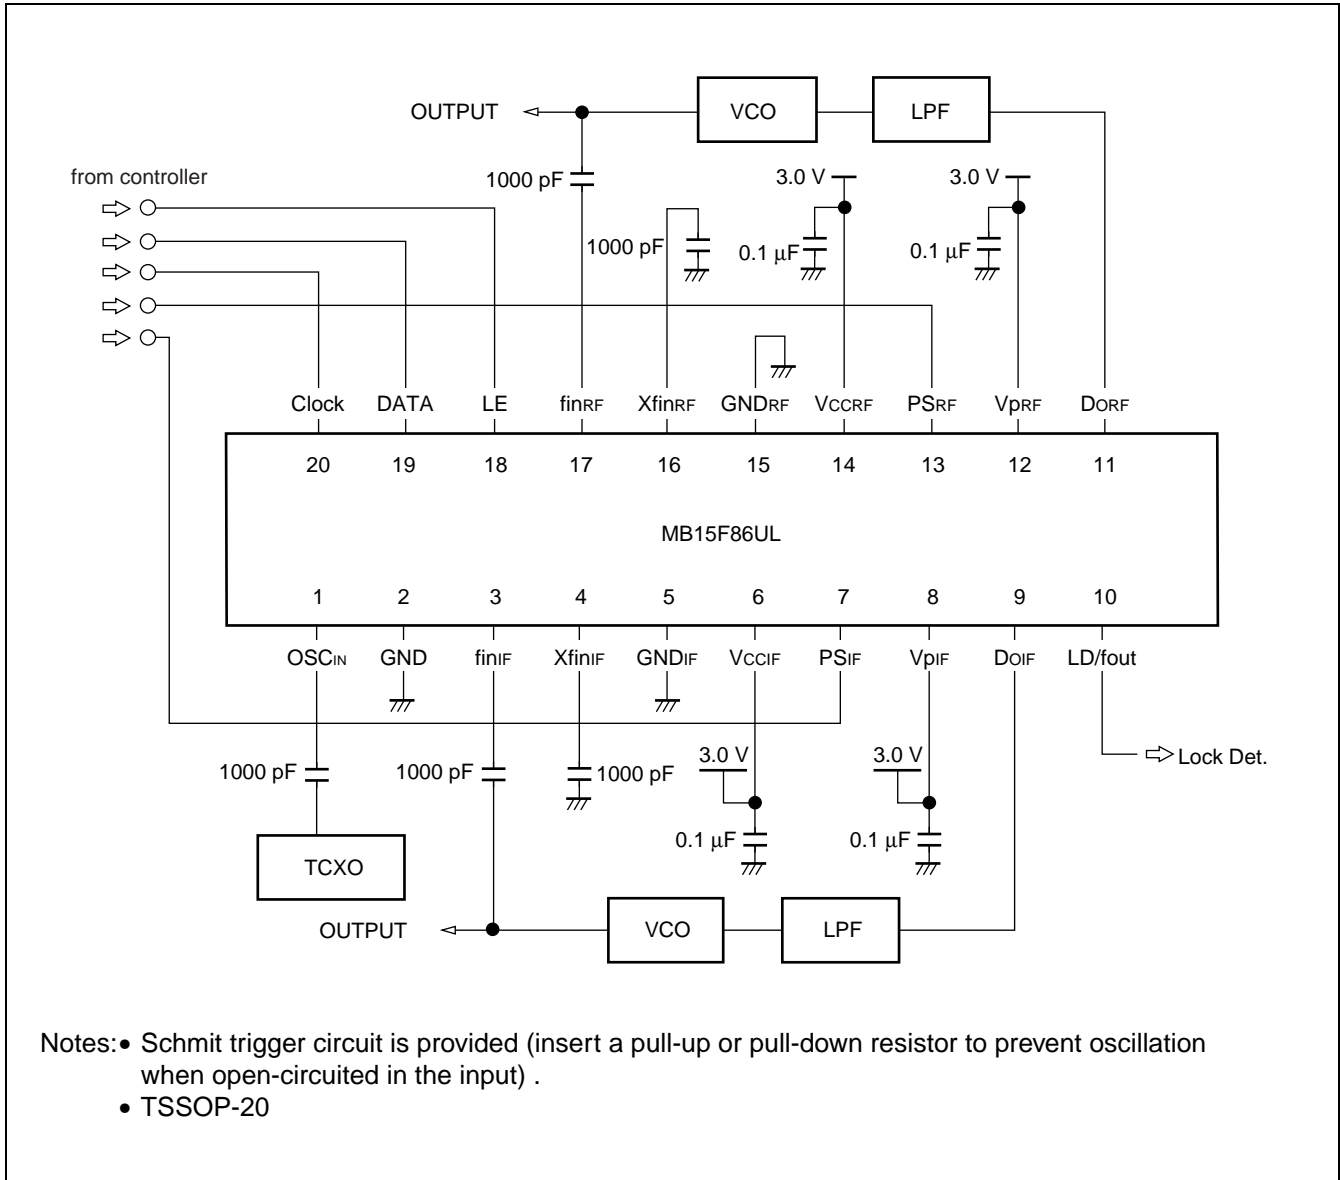 OUTPUT VCO LPF
from controller
1000 pF 3.0 V 3.0 V
1000 pF 0.1 μF 0.1 μF
Clock DATA LE finRF XfinRF GNDRF VCCRF PSRF VpRF DORF
20 19 18 17 16 15 14 13 12 11
MB15F86UL
1 2 3 4 5 6 7 8 9 10
OSCIN GND finIF XfinIF GNDIF VCCIF PSIF VpIF DOIF LD/fout
3.0 V 3.0 V Lock Det.
1000 pF 1000 pF 1000 pF
0.1 μF 0.1 μF
TCXO
OUTPUT VCO LPF
Notes:• Schmit trigger circuit is provided (insert a pull-up or pull-down resistor to prevent oscillation
when open-circuited in the input) .
• TSSOP-20